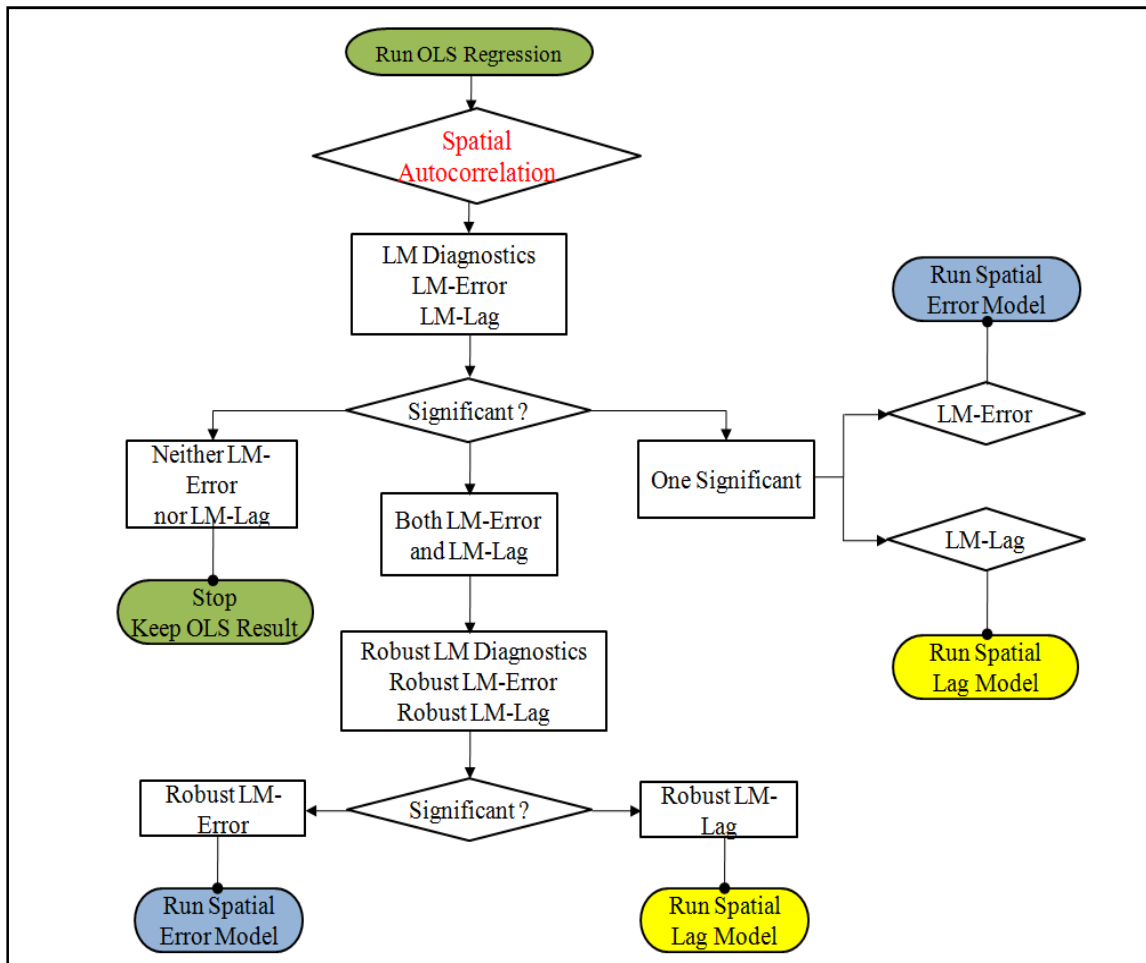 Run OLS Regression
Spatial
Autocorrelation
LM Diagnostics
LM-Error
LM-Lag
Significant ?
Neither LM-
Error
nor LM-Lag
Stop
Keep OLS Result
Both LM-Error
and LM-Lag
One Significant
LM-Error
Run Spatial
Error Model
LM-Lag
Run Spatial
Lag Model
Robust LM Diagnostics
Robust LM-Error
Robust LM-Lag
Significant ?
Robust LM-
Error
Run Spatial
Error Model
Robust LM-
Lag
Run Spatial
Lag Model